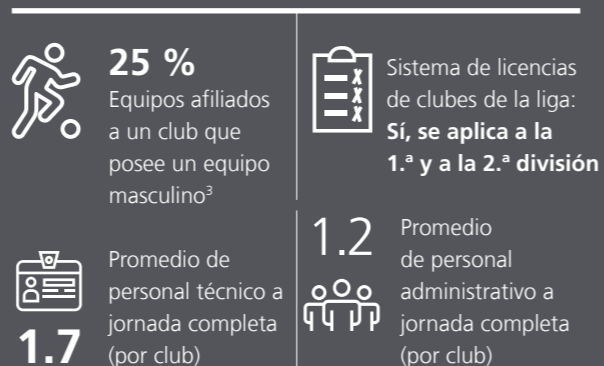 25 %
Equipos afiliados
a un club que
posee un equipo
masculino³
Sistema de licencias
de clubes de la liga:
Sí, se aplica a la
1.ª y a la 2.ª división
Promedio de
personal técnico a
jornada completa
(por club)
1.7
1.2
Promedio
de personal
administrativo a
jornada completa
(por club)